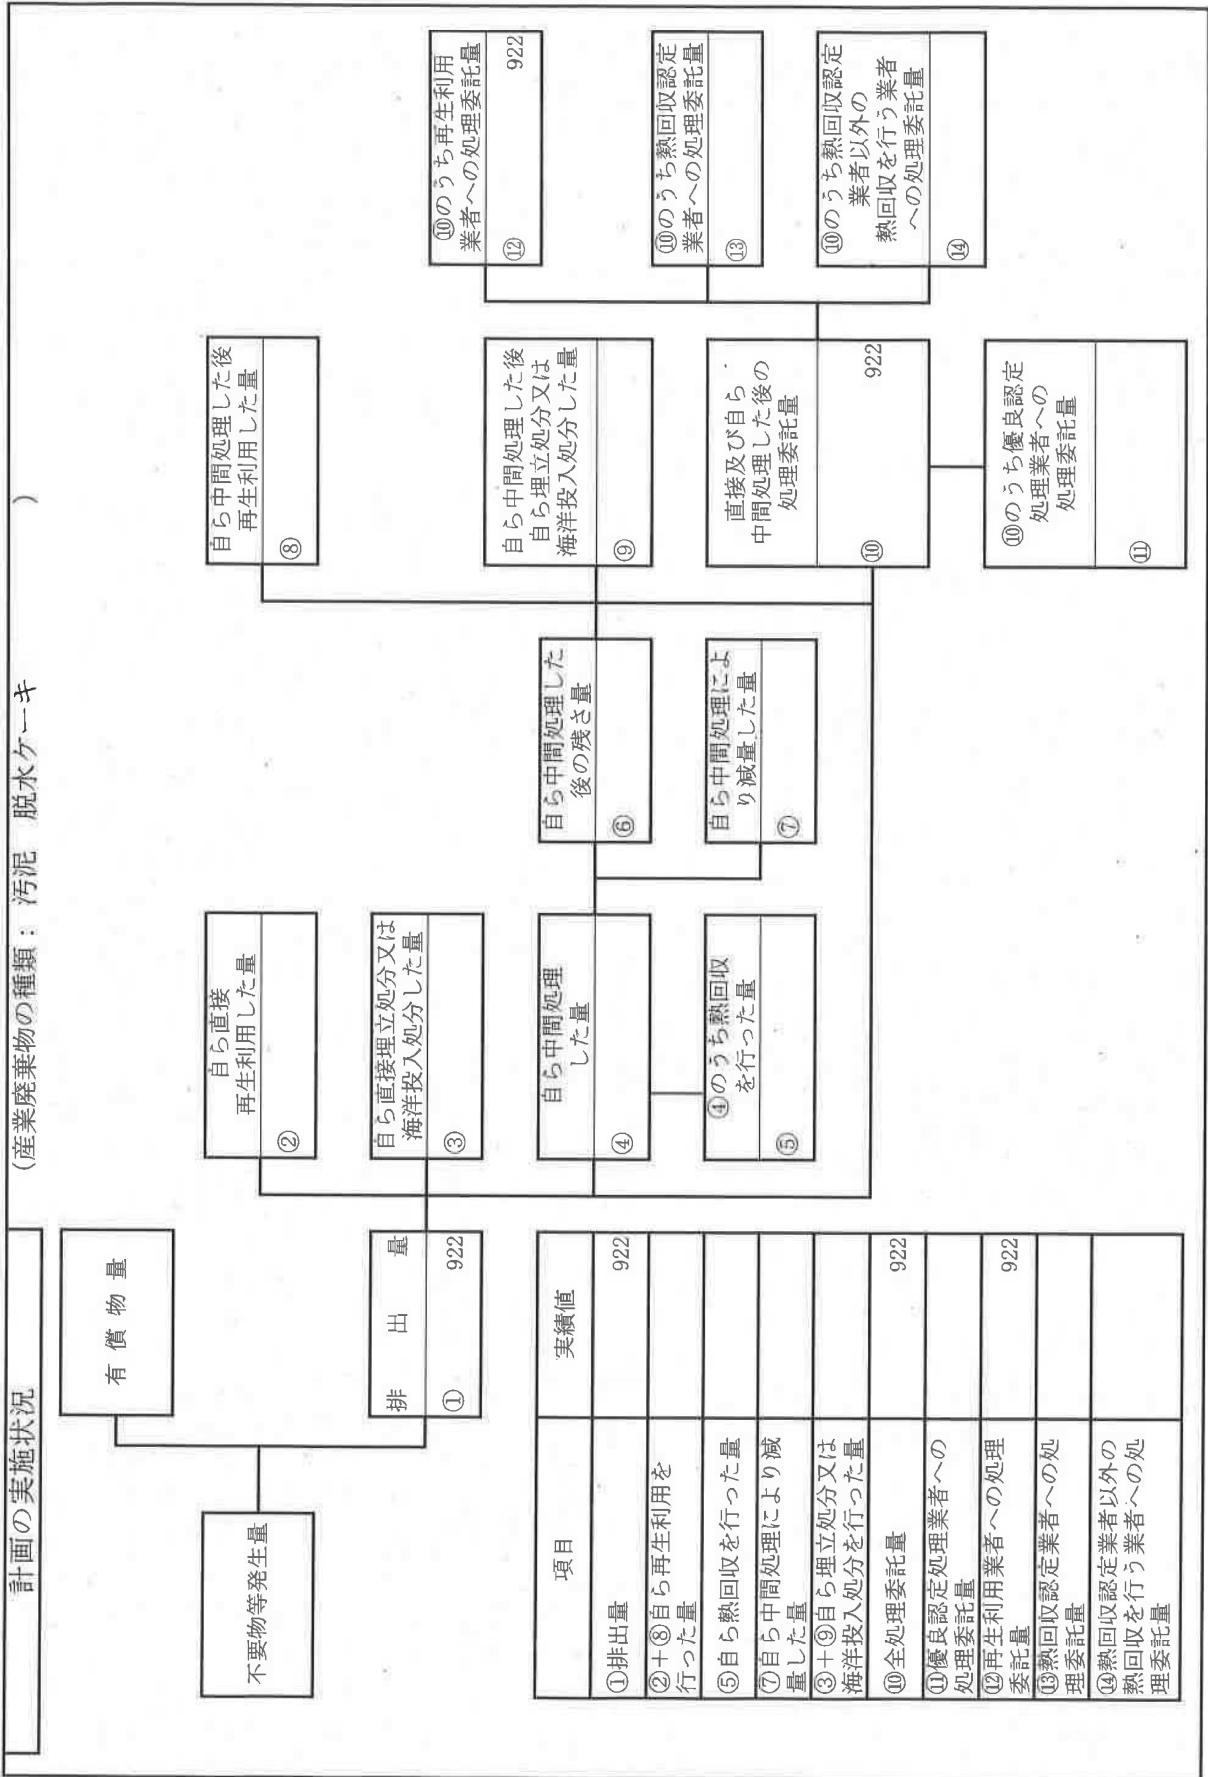 計画の実施状況
(産業廃棄物の種類： 汚泥 脱水ケーキ )
不要物等発生量
有 償 物 量
排 出 量
① 922
自ら直接
再生利用した量
②
自ら直接埋立処分又は
海洋投入処分した量
③
自ら中間処理
した量
④
④のうち熱回収
を行った量
⑤
自ら中間処理した
後の残さ量
⑥
自ら中間処理によ
り減量した量
⑦
自ら中間処理した後
再生利用した量
⑧
自ら中間処理した後
自ら埋立処分又は
海洋投入処分した量
⑨
直接及び自ら
中間処理した後の
処理委託量
⑩ 922
⑩のうち優良認定
処理業者への
処理委託量
⑪
⑩のうち再生利用
業者への処理委託量
⑫ 922
⑩のうち熱回収認定
業者への処理委託量
⑬
⑩のうち熱回収認定
業者以外の
熱回収を行う業者
への処理委託量
⑭
項目 実績値
①排出量 922
②+⑧自ら再生利用を
行った量
⑤自ら熱回収を行った量
⑦自ら中間処理により減
量した量
③+⑨自ら埋立処分又は
海洋投入処分を行った量
⑩全処理委託量 922
⑪優良認定処理業者への
処理委託量
⑫再生利用業者への処理
委託量 922
⑬熱回収認定業者への処
理委託量
⑭熱回収認定業者以外の
熱回収を行う業者への処
理委託量